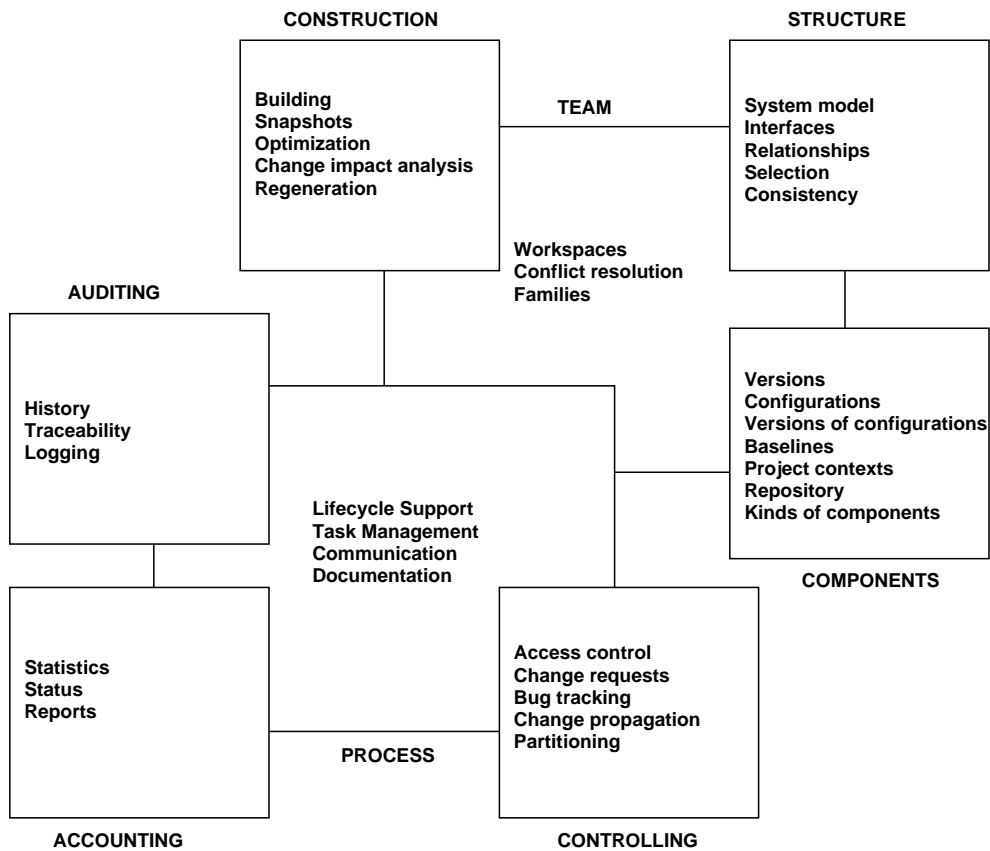 CONSTRUCTION
Building
Snapshots
Optimization
Change impact analysis
Regeneration
TEAM
Workspaces
Conflict resolution
Families
STRUCTURE
System model
Interfaces
Relationships
Selection
Consistency
AUDITING
History
Traceability
Logging
Lifecycle Support
Task Management
Communication
Documentation
Versions
Configurations
Versions of configurations
Baselines
Project contexts
Repository
Kinds of components
COMPONENTS
Statistics
Status
Reports
ACCOUNTING
PROCESS
Access control
Change requests
Bug tracking
Change propagation
Partitioning
CONTROLLING